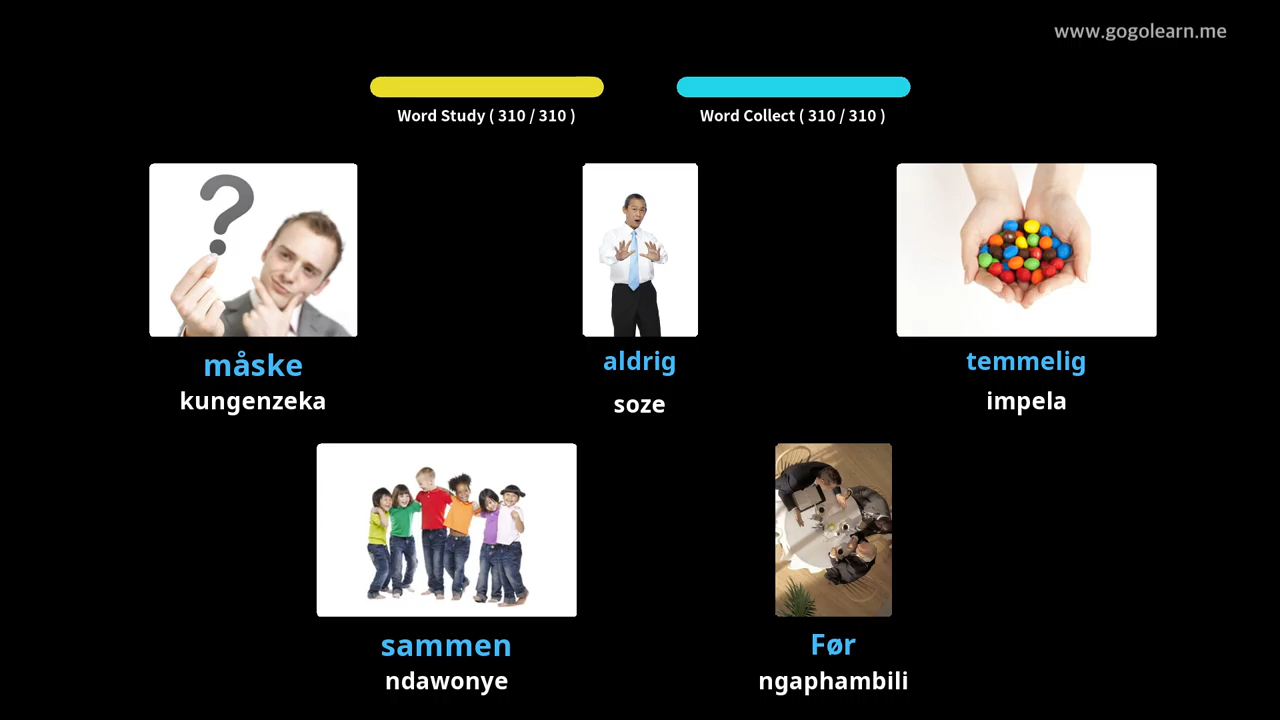 www.gogolearn.me
Word Study ( 310 / 310 )
Word Collect ( 310 / 310 )
?
måske
kungenzeka
aldrig
soze
temmelig
impela
sammen
ndawonye
Før
ngaphambili